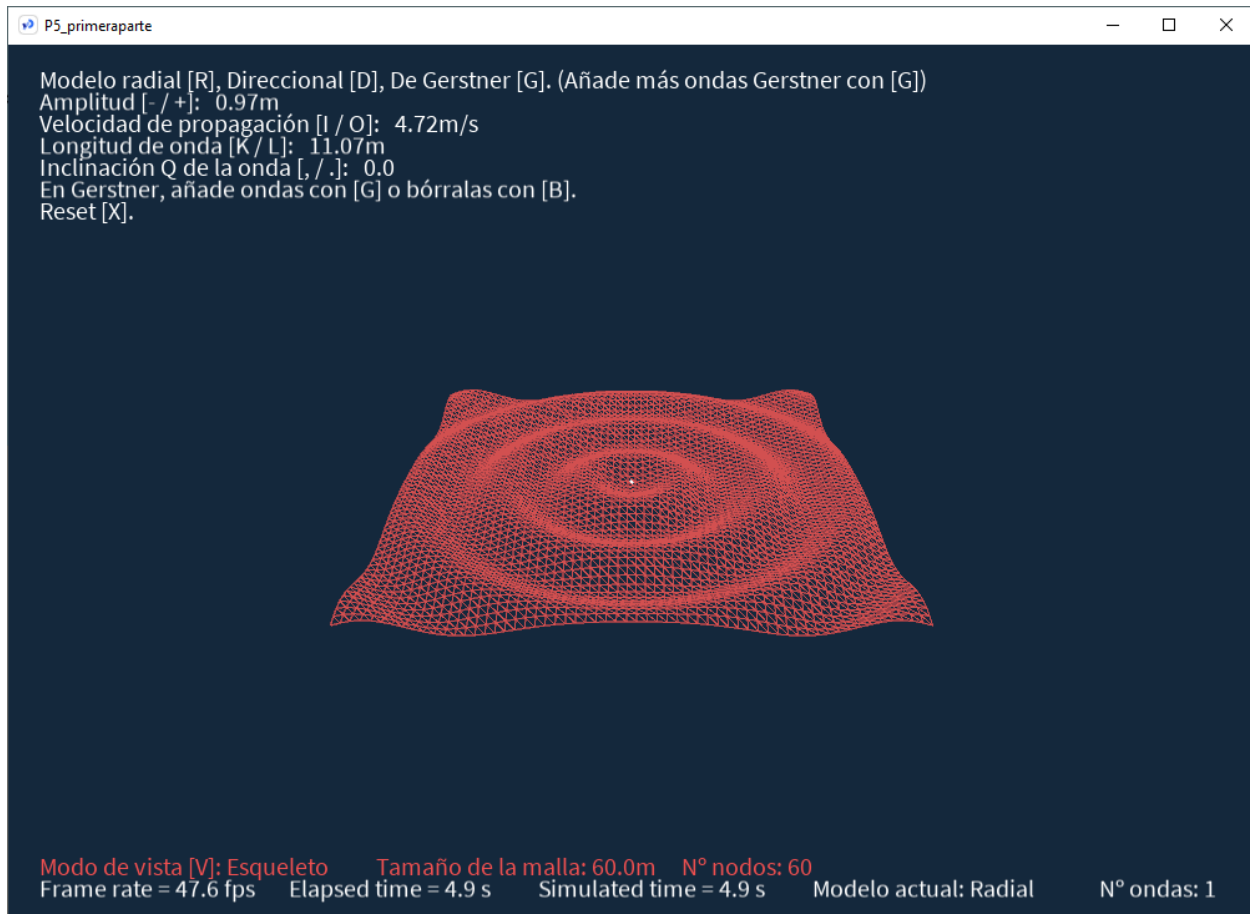 P5_primeraparte
Modelo radial [R], Direccional [D], De Gerstner [G]. (Añade más ondas Gerstner con [G])
Amplitud [- / +]: 0.97m
Velocidad de propagación [I / O]: 4.72m/s
Longitud de onda [K / L]: 11.07m
Inclinación Q de la onda [, / .]: 0.0
En Gerstner, añade ondas con [G] o bórralas con [B].
Reset [X].
Modo de vista [V]: Esqueleto Tamaño de la malla: 60.0m Nº nodos: 60
Frame rate = 47.6 fps Elapsed time = 4.9 s Simulated time = 4.9 s Modelo actual: Radial Nº ondas: 1